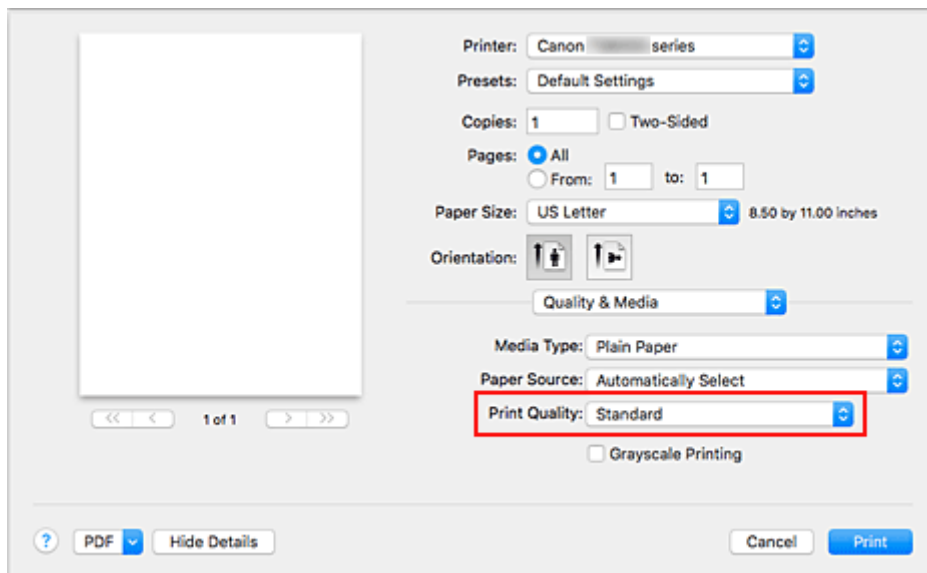 Printer: Canon series
Presets: Default Settings
Copies: 1 Two-Sided
Pages: All
From: 1 to: 1
Paper Size: US Letter 8.50 by 11.00 inches
Orientation:
Quality & Media
Media Type: Plain Paper
Paper Source: Automatically Select
Print Quality: Standard
Grayscale Printing
<< < 1 of 1 > >>
? PDF Hide Details Cancel Print